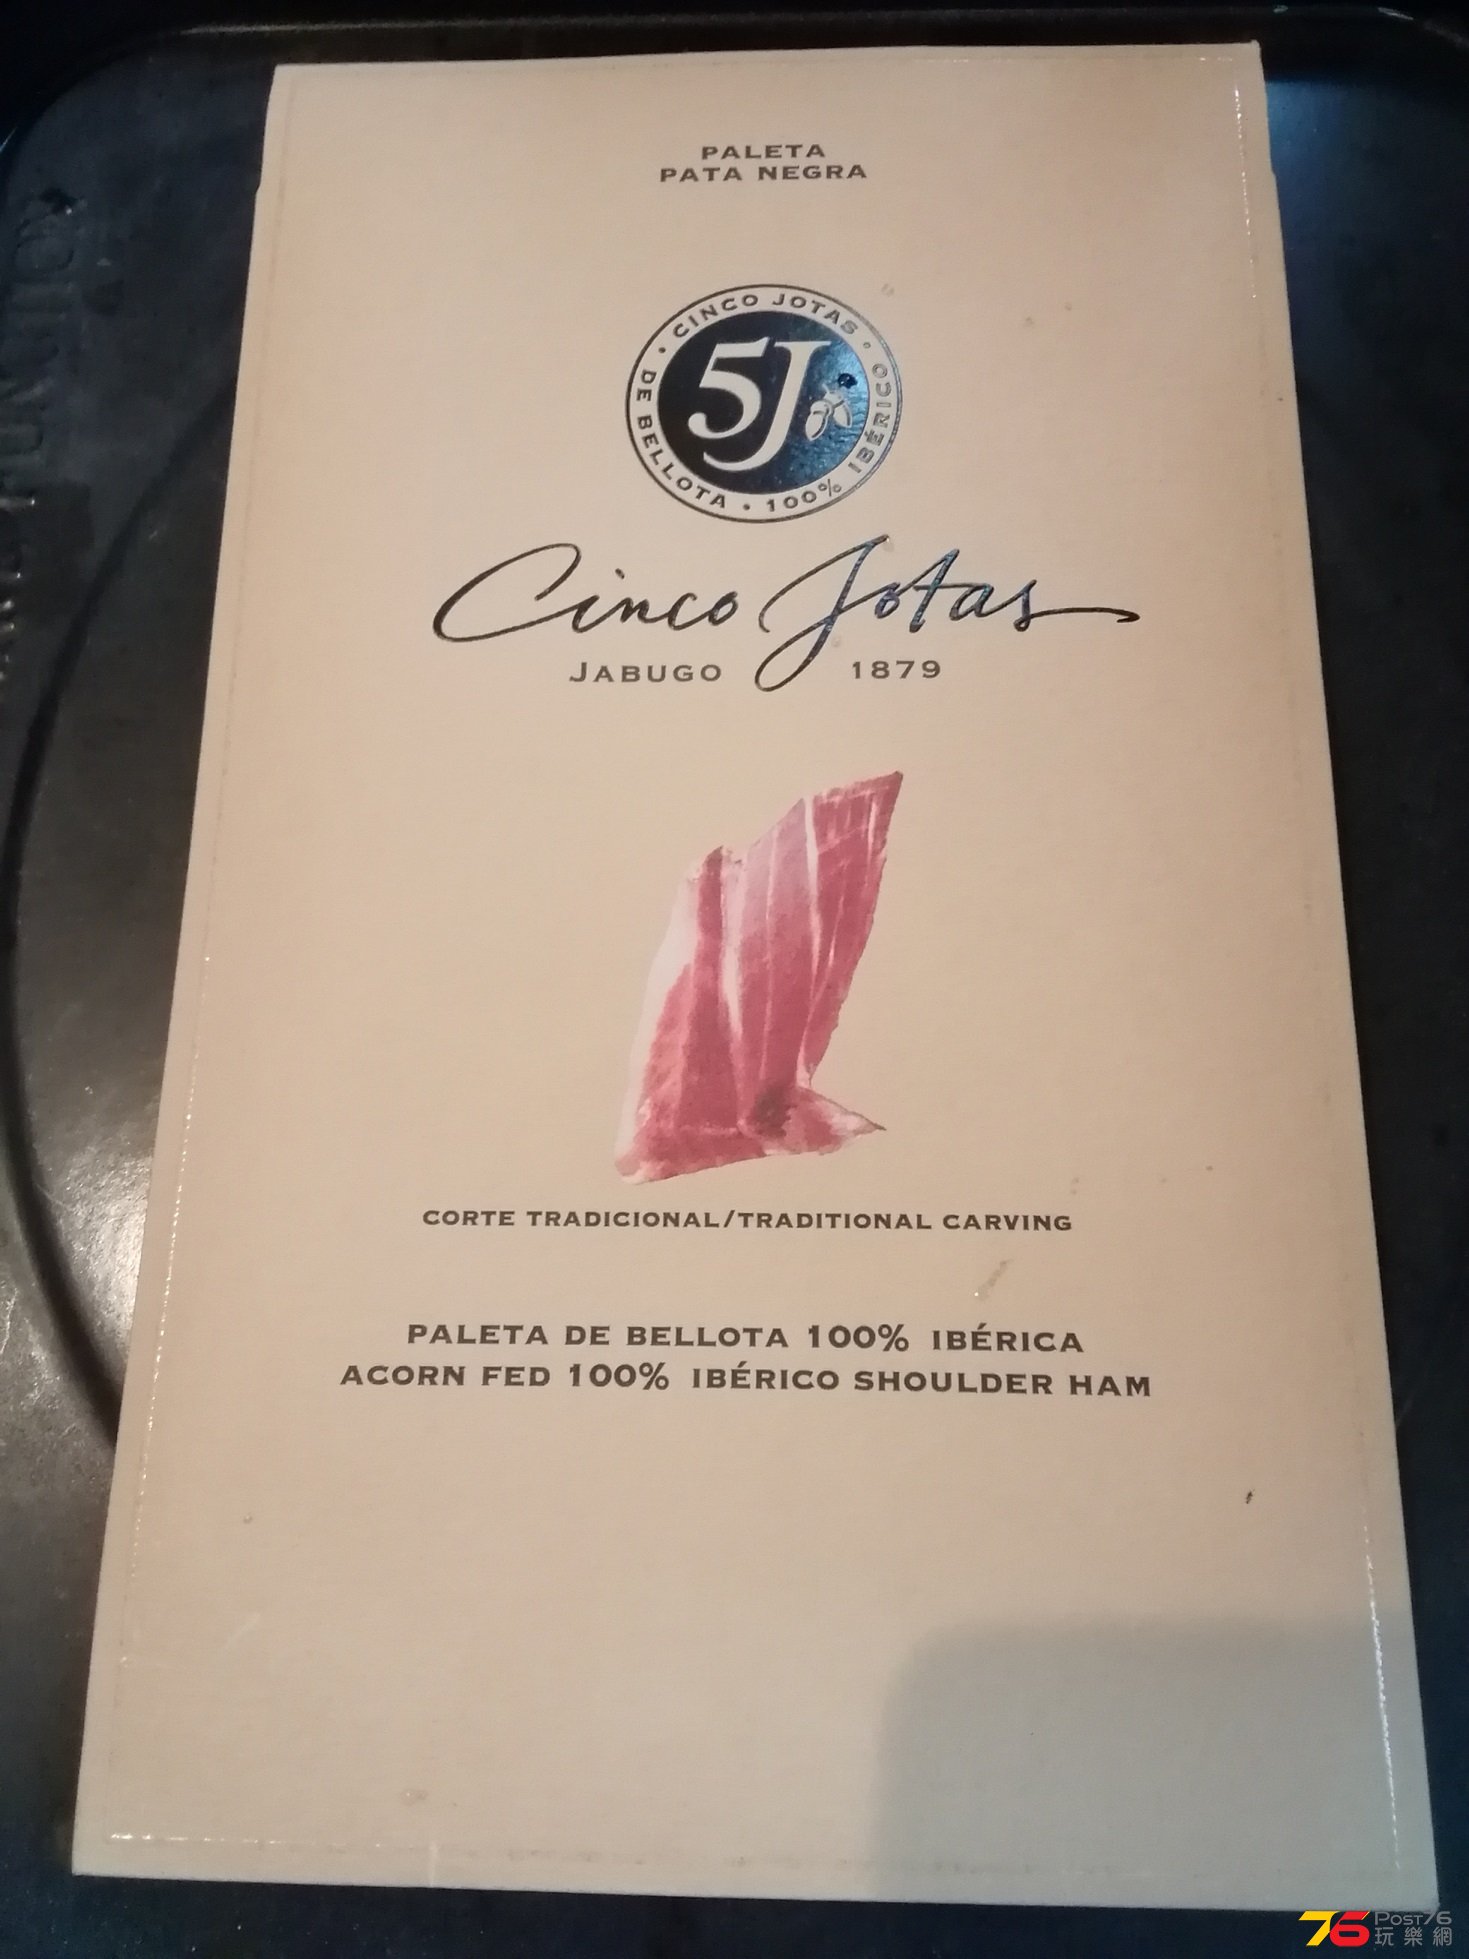 PALETA
PATA NEGRA
CINCO JOTAS • 100% IBÉRICO • DE BELLOTA •
5J
Cinco Jotas
JABUGO 1879
CORTE TRADICIONAL/TRADITIONAL CARVING
PALETA DE BELLOTA 100% IBÉRICA
ACORN FED 100% IBÉRICO SHOULDER HAM
76 POST76
玩樂網